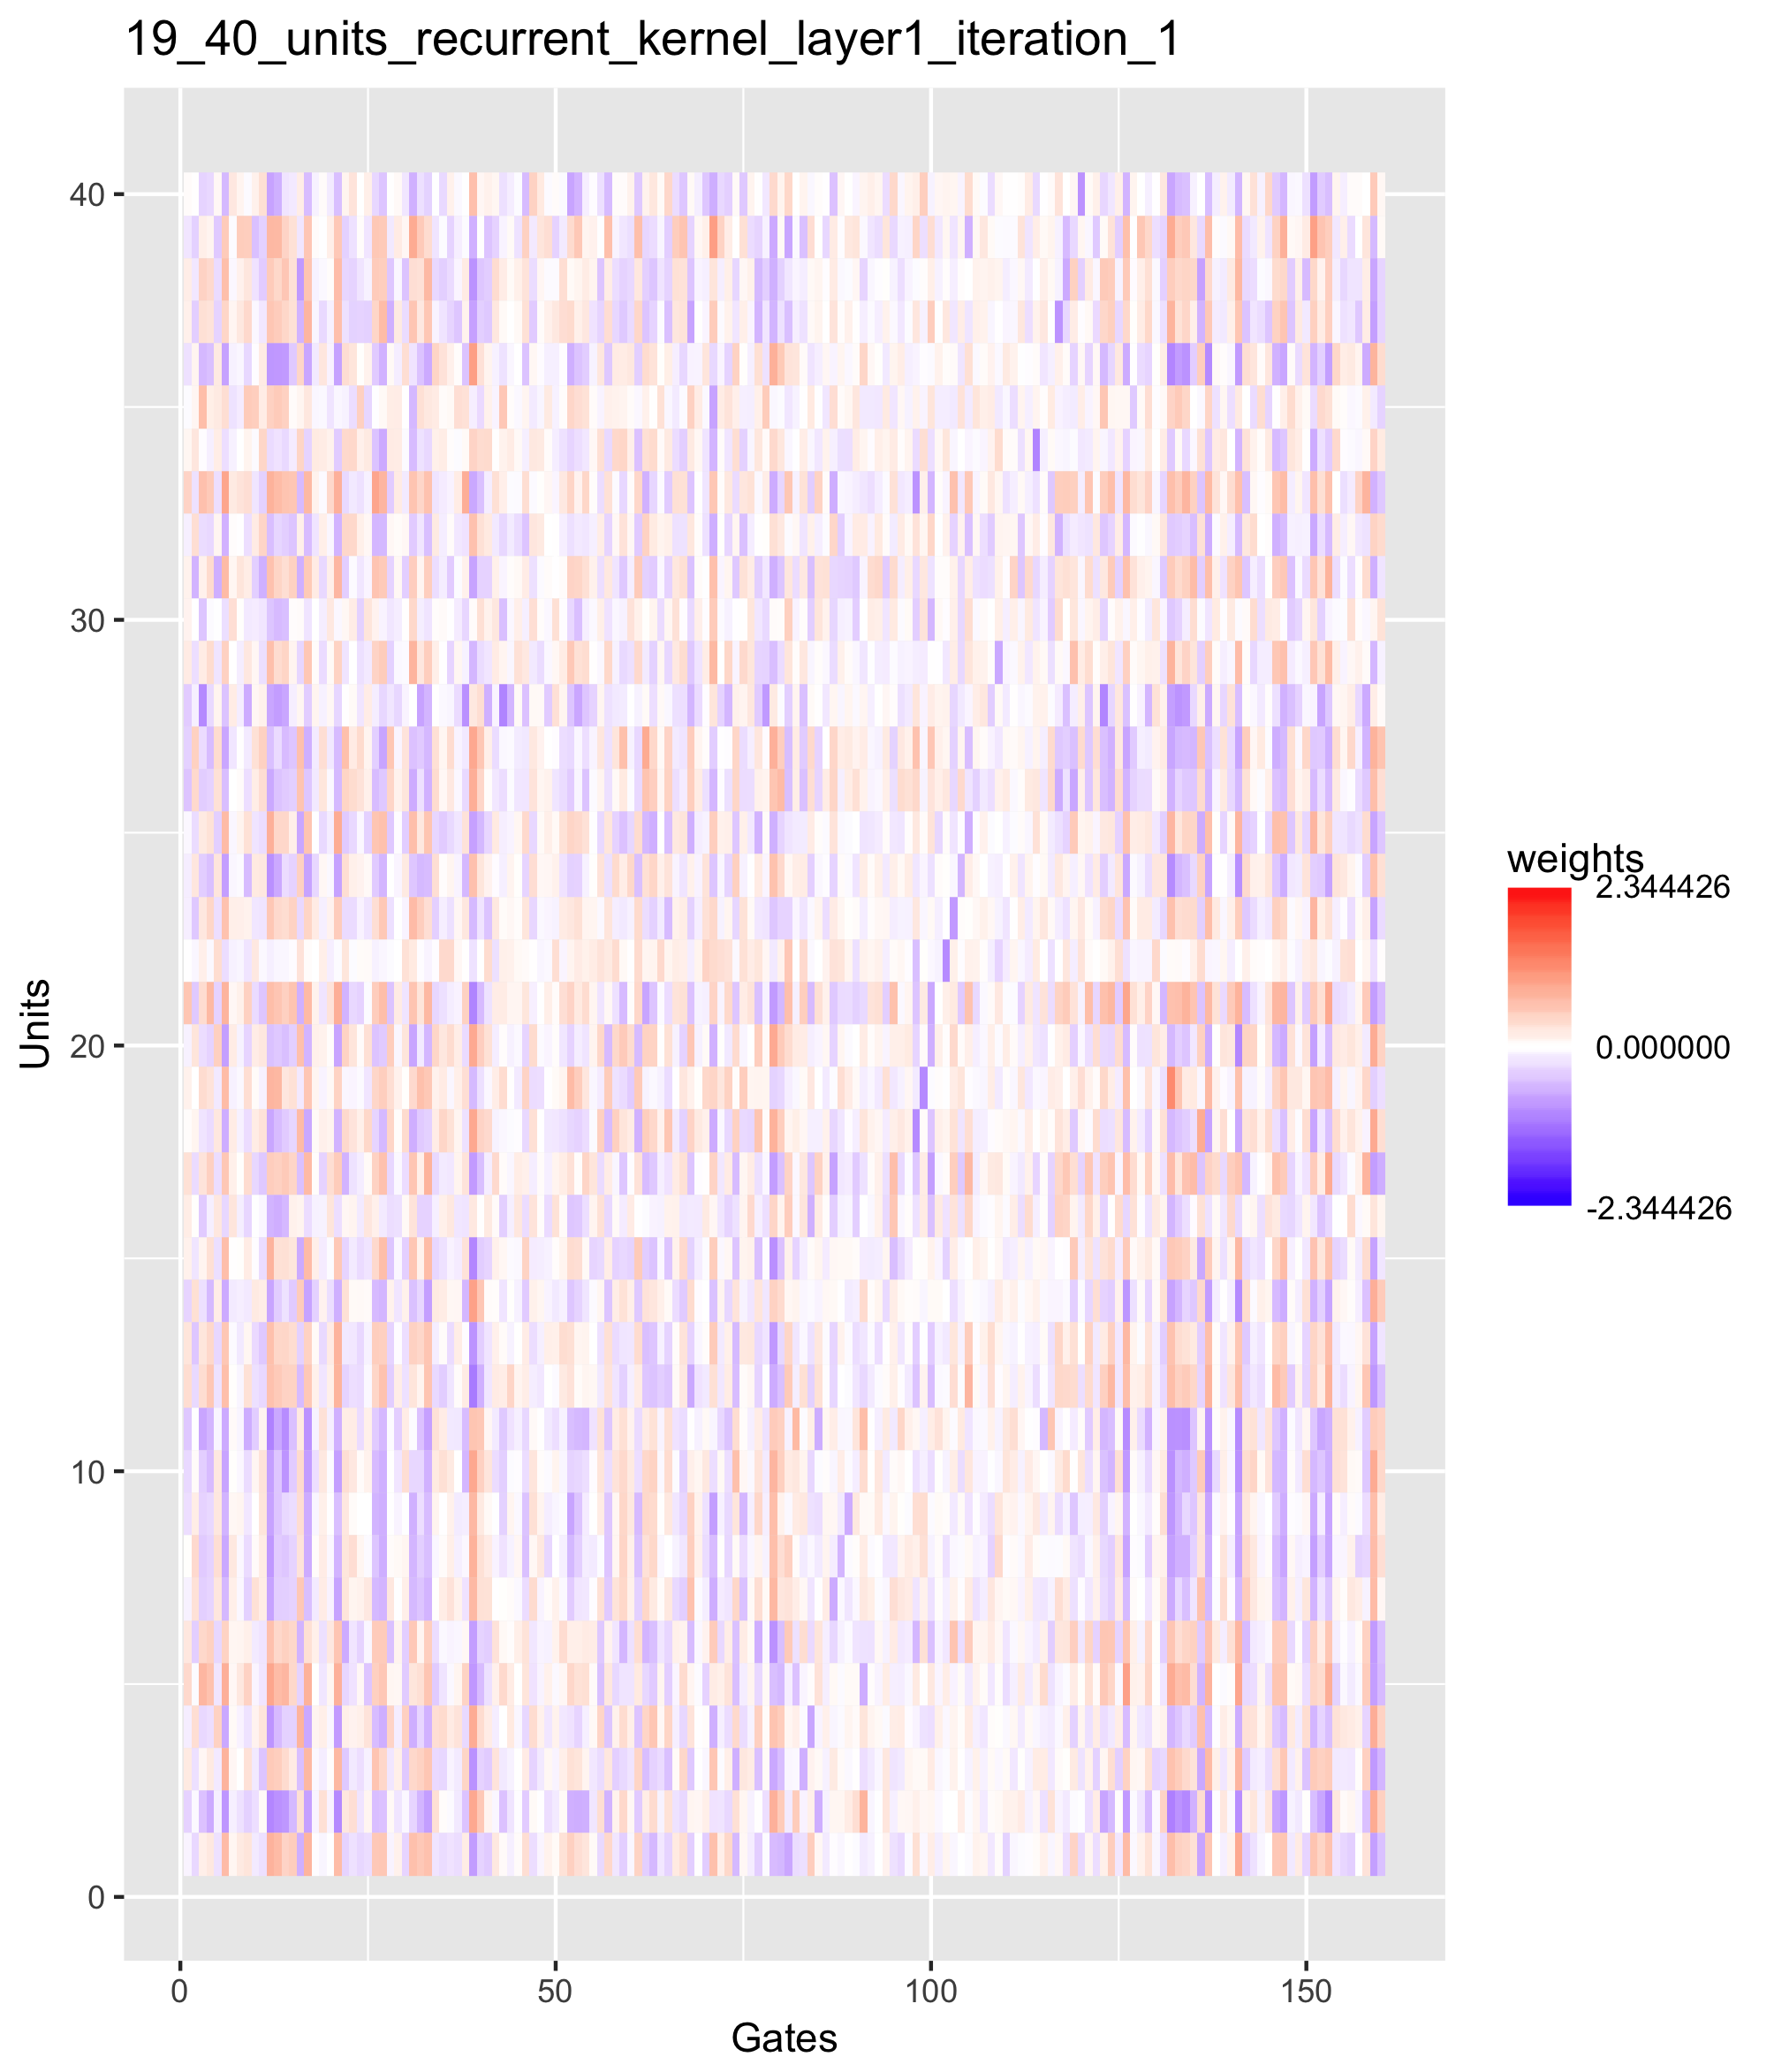 19_40_units_recurrent_kernel_layer1_iteration_1
40
30
20
10
0
Units
0 50 100 150
Gates
weights
2.344426
0.000000
-2.344426